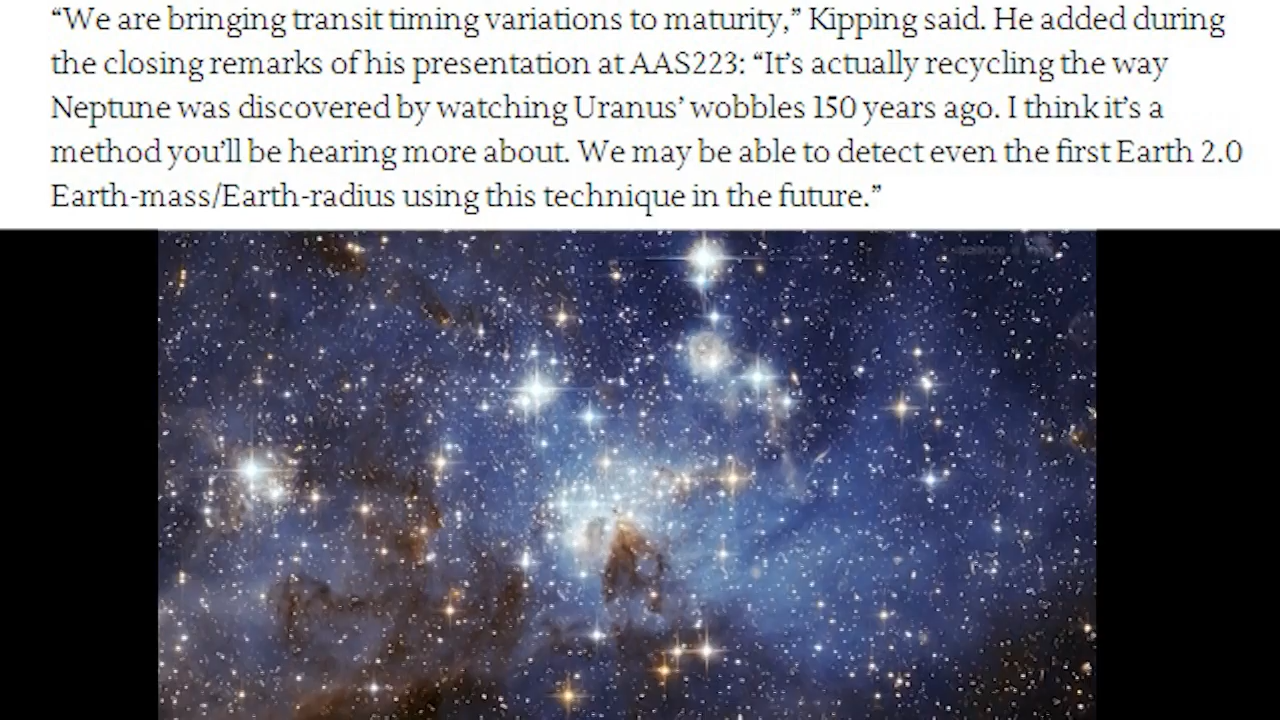 “We are bringing transit timing variations to maturity,” Kipping said. He added during
the closing remarks of his presentation at AAS223: “It’s actually recycling the way
Neptune was discovered by watching Uranus’ wobbles 150 years ago. I think it’s a
method you’ll be hearing more about. We may be able to detect even the first Earth 2.0
Earth-mass/Earth-radius using this technique in the future.”